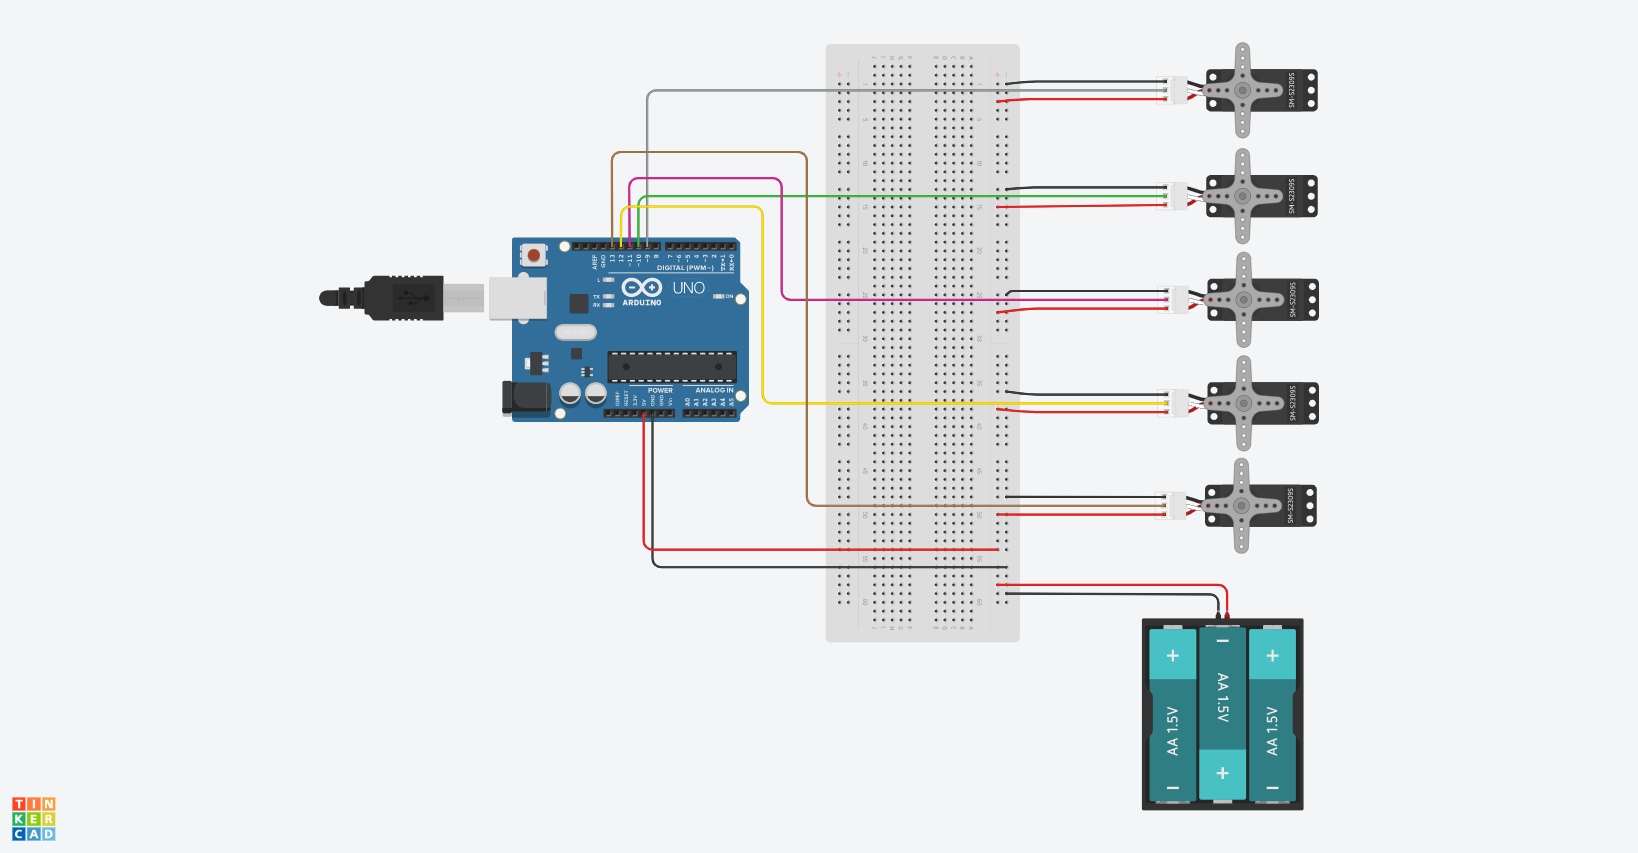 SM-S2309S
SM-S2309S
SM-S2309S
SM-S2309S
SM-S2309S
AREF
GND
13
12
~11
~10
~9
8
7
~6
~5
4
~3
2
TX→1
RX←0
DIGITAL (PWM~)
L
TX
RX
ARDUINO
UNO
ON
POWER
ANALOG IN
IOREF
RESET
3.3V
5V
GND
GND
Vin
A0
A1
A2
A3
A4
A5
AA 1.5V
AA 1.5V
AA 1.5V
TIN
KER
CAD